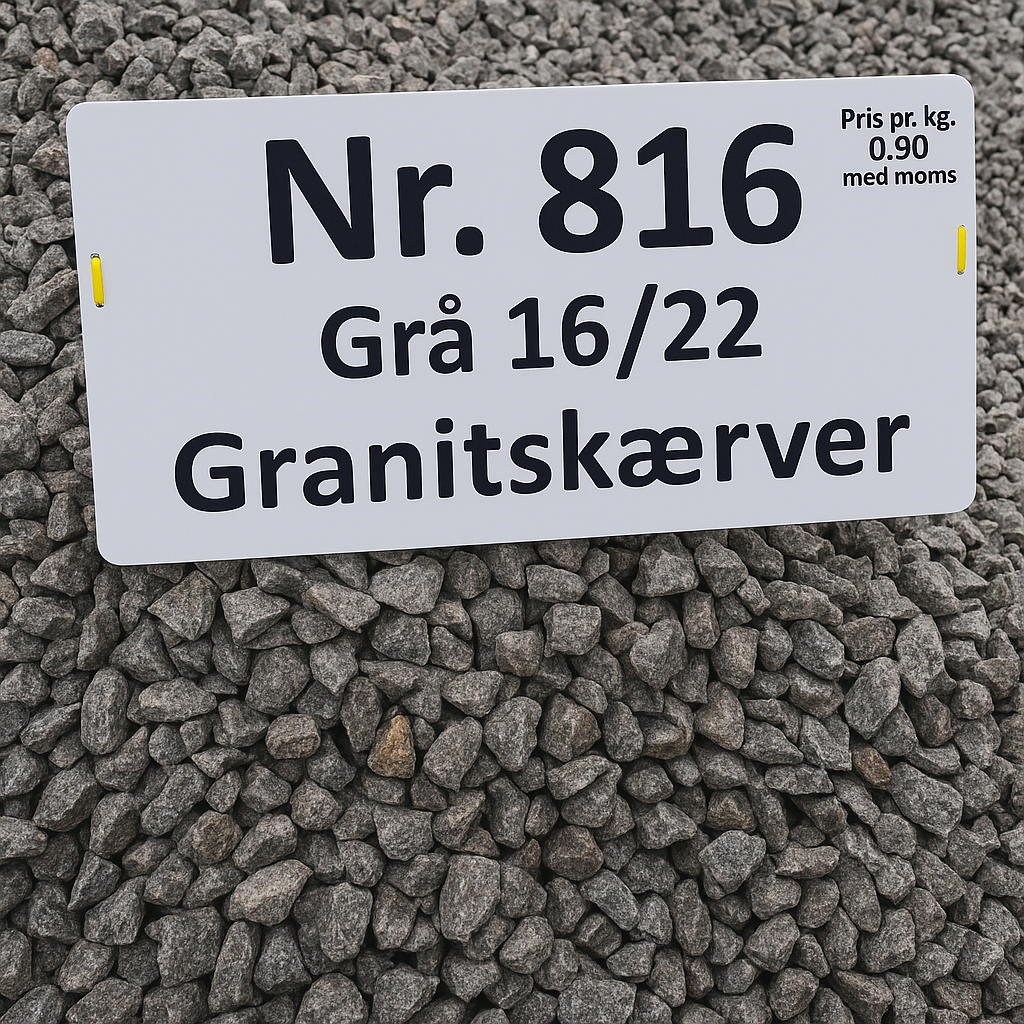 Nr. 816
Pris pr. kg.
0.90
med moms
Grå 16/22
Granitskærver